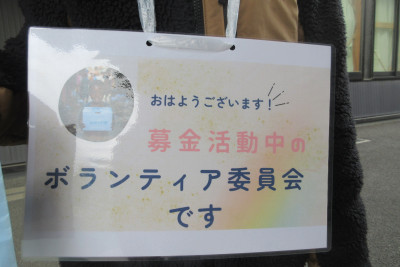 おはようございます!
募金活動中の
ボランティア委員会
です